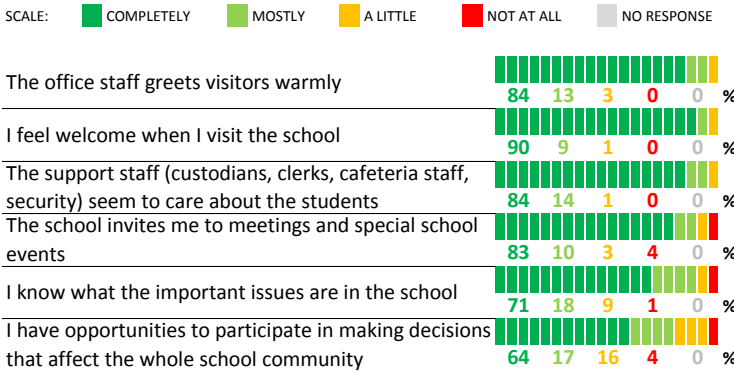 SCALE: COMPLETELY MOSTLY A LITTLE NOT AT ALL NO RESPONSE
The office staff greets visitors warmly
84 13 3 0 0 %
I feel welcome when I visit the school
90 9 1 0 0 %
The support staff (custodians, clerks, cafeteria staff,
security) seem to care about the students
84 14 1 0 0 %
The school invites me to meetings and special school
events
83 10 3 4 0 %
I know what the important issues are in the school
71 18 9 1 0 %
I have opportunities to participate in making decisions
that affect the whole school community
64 17 16 4 0 %